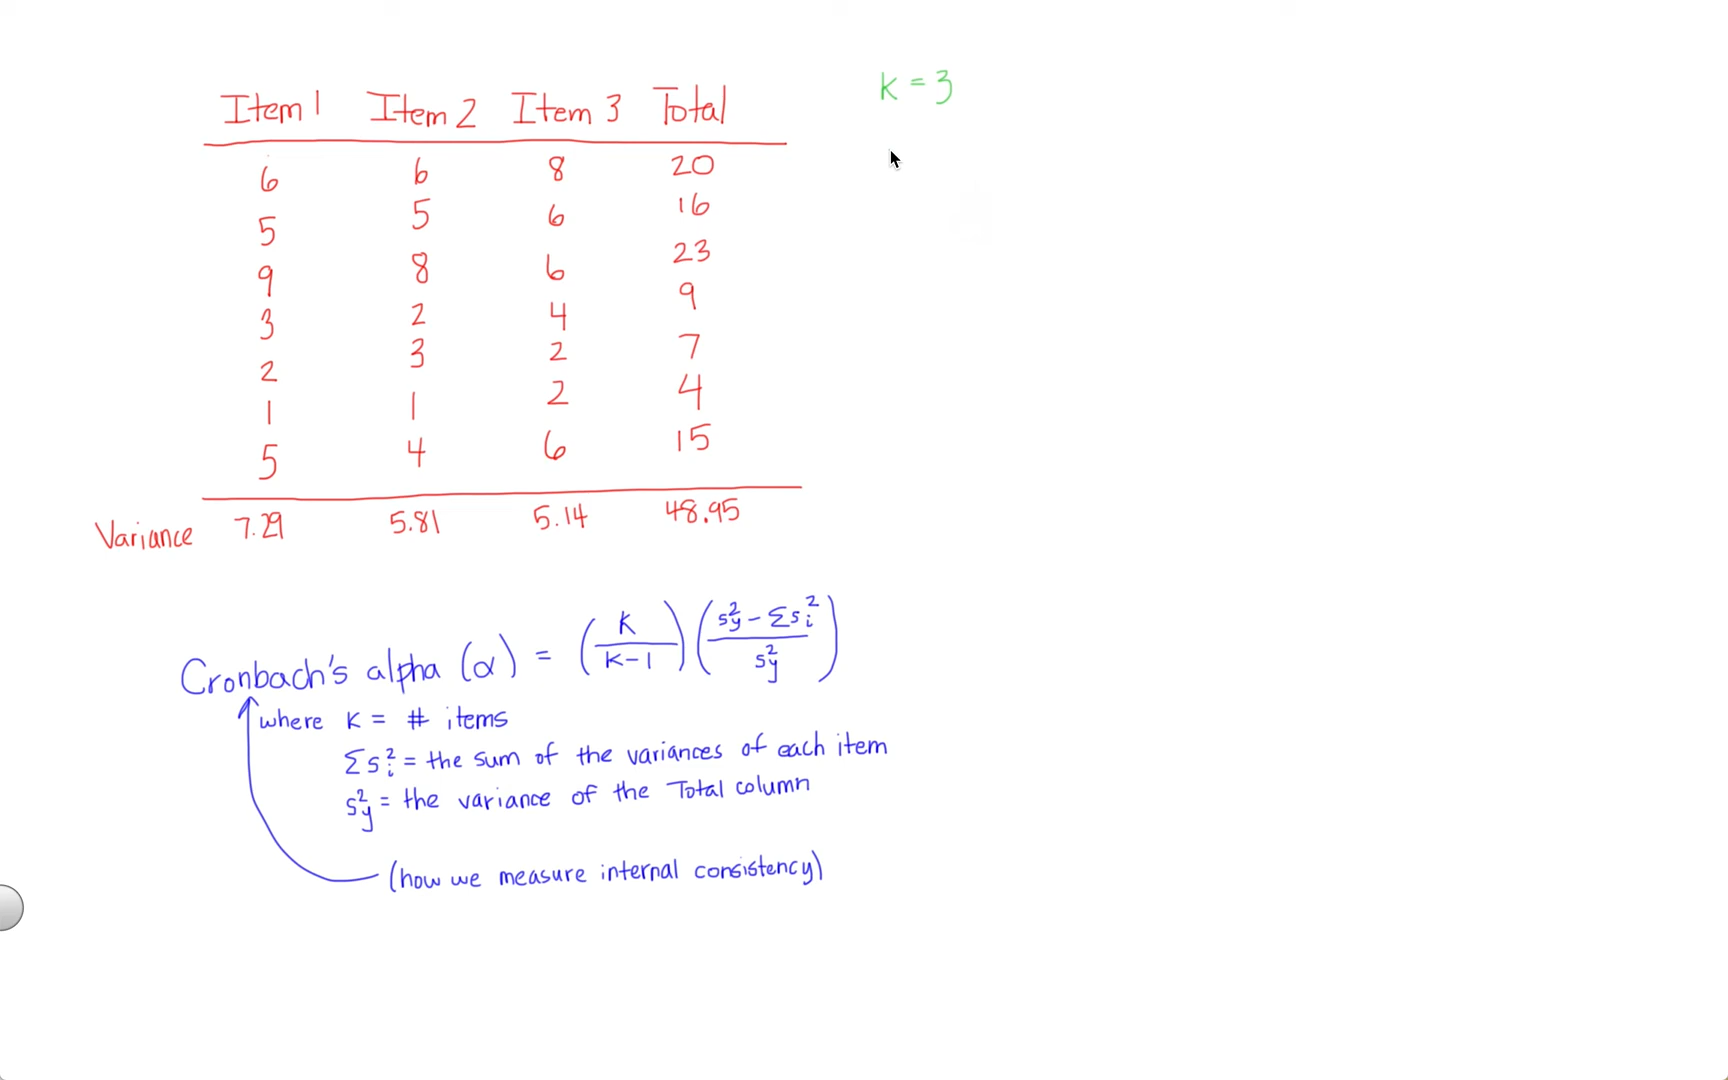 k = 3
Item 1 Item 2 Item 3 Total
6 6 8 20
5 5 6 16
9 8 6 23
3 2 4 9
2 3 2 7
1 1 2 4
5 4 6 15
Variance 7.29 5.81 5.14 48.95
Cronbach's alpha (α) = (k/(k-1)) ((s²y - Σs²i)/s²y)
where k = # items
Σs²i = the sum of the variances of each item
s²y = the variance of the Total column
(how we measure internal consistency)